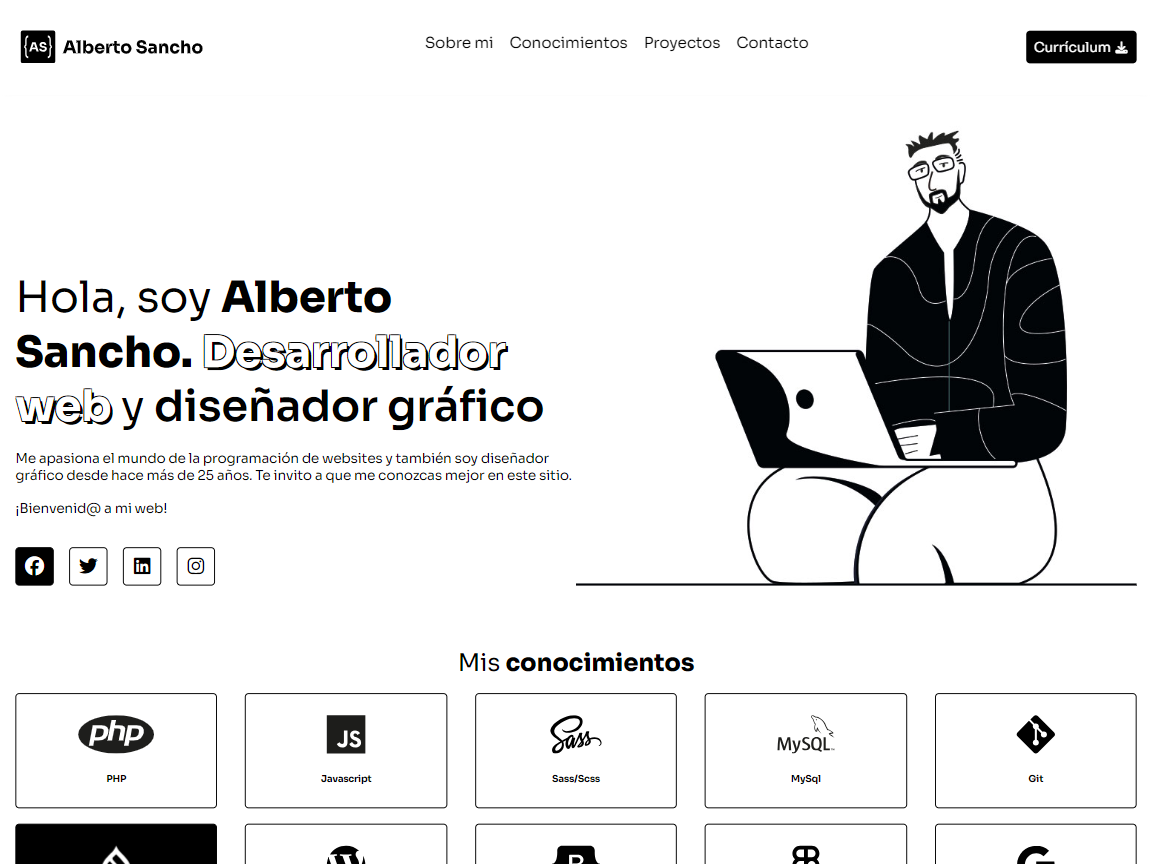 {AS} Alberto Sancho
Sobre mi Conocimientos Proyectos Contacto
Currículum
Hola, soy Alberto
Sancho. Desarrollador
web y diseñador gráfico
Me apasiona el mundo de la programación de websites y también soy diseñador
gráfico desde hace más de 25 años. Te invito a que me conozcas mejor en este sitio.
¡Bienvenid@ a mi web!
in
Mis conocimientos
php
JS
Sass
MySQL
PHP
Javascript
Sass/Scss
MySql
Git